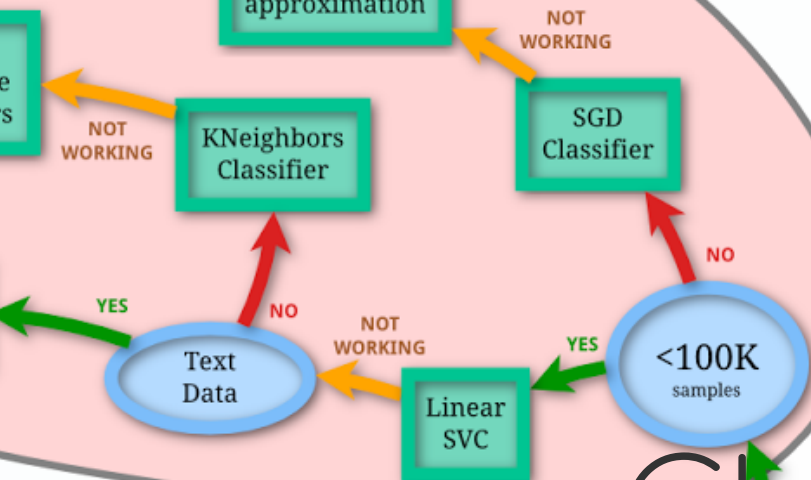 approximation
NOT
WORKING
SGD
Classifier
KNeighbors
Classifier
NOT
WORKING
NO
YES
NO
NOT
WORKING
YES
<100K
samples
Text
Data
Linear
SVC